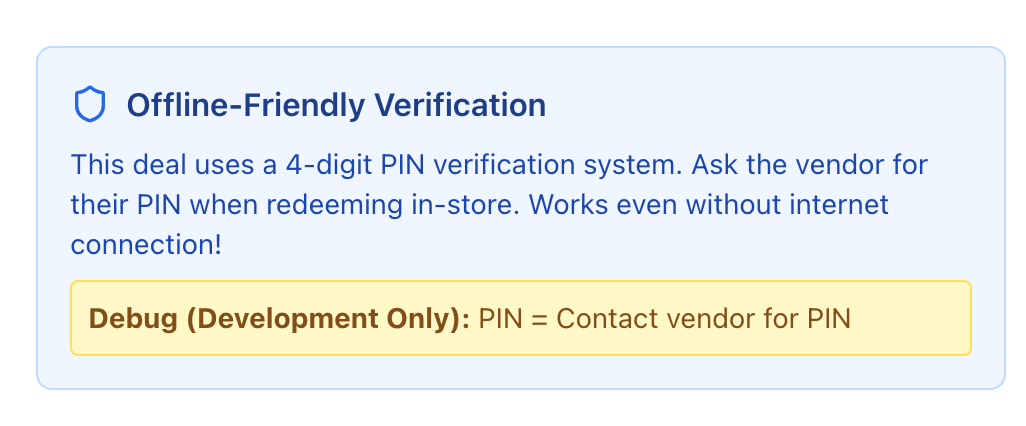 Offline-Friendly Verification
This deal uses a 4-digit PIN verification system. Ask the vendor for
their PIN when redeeming in-store. Works even without internet
connection!
Debug (Development Only): PIN = Contact vendor for PIN